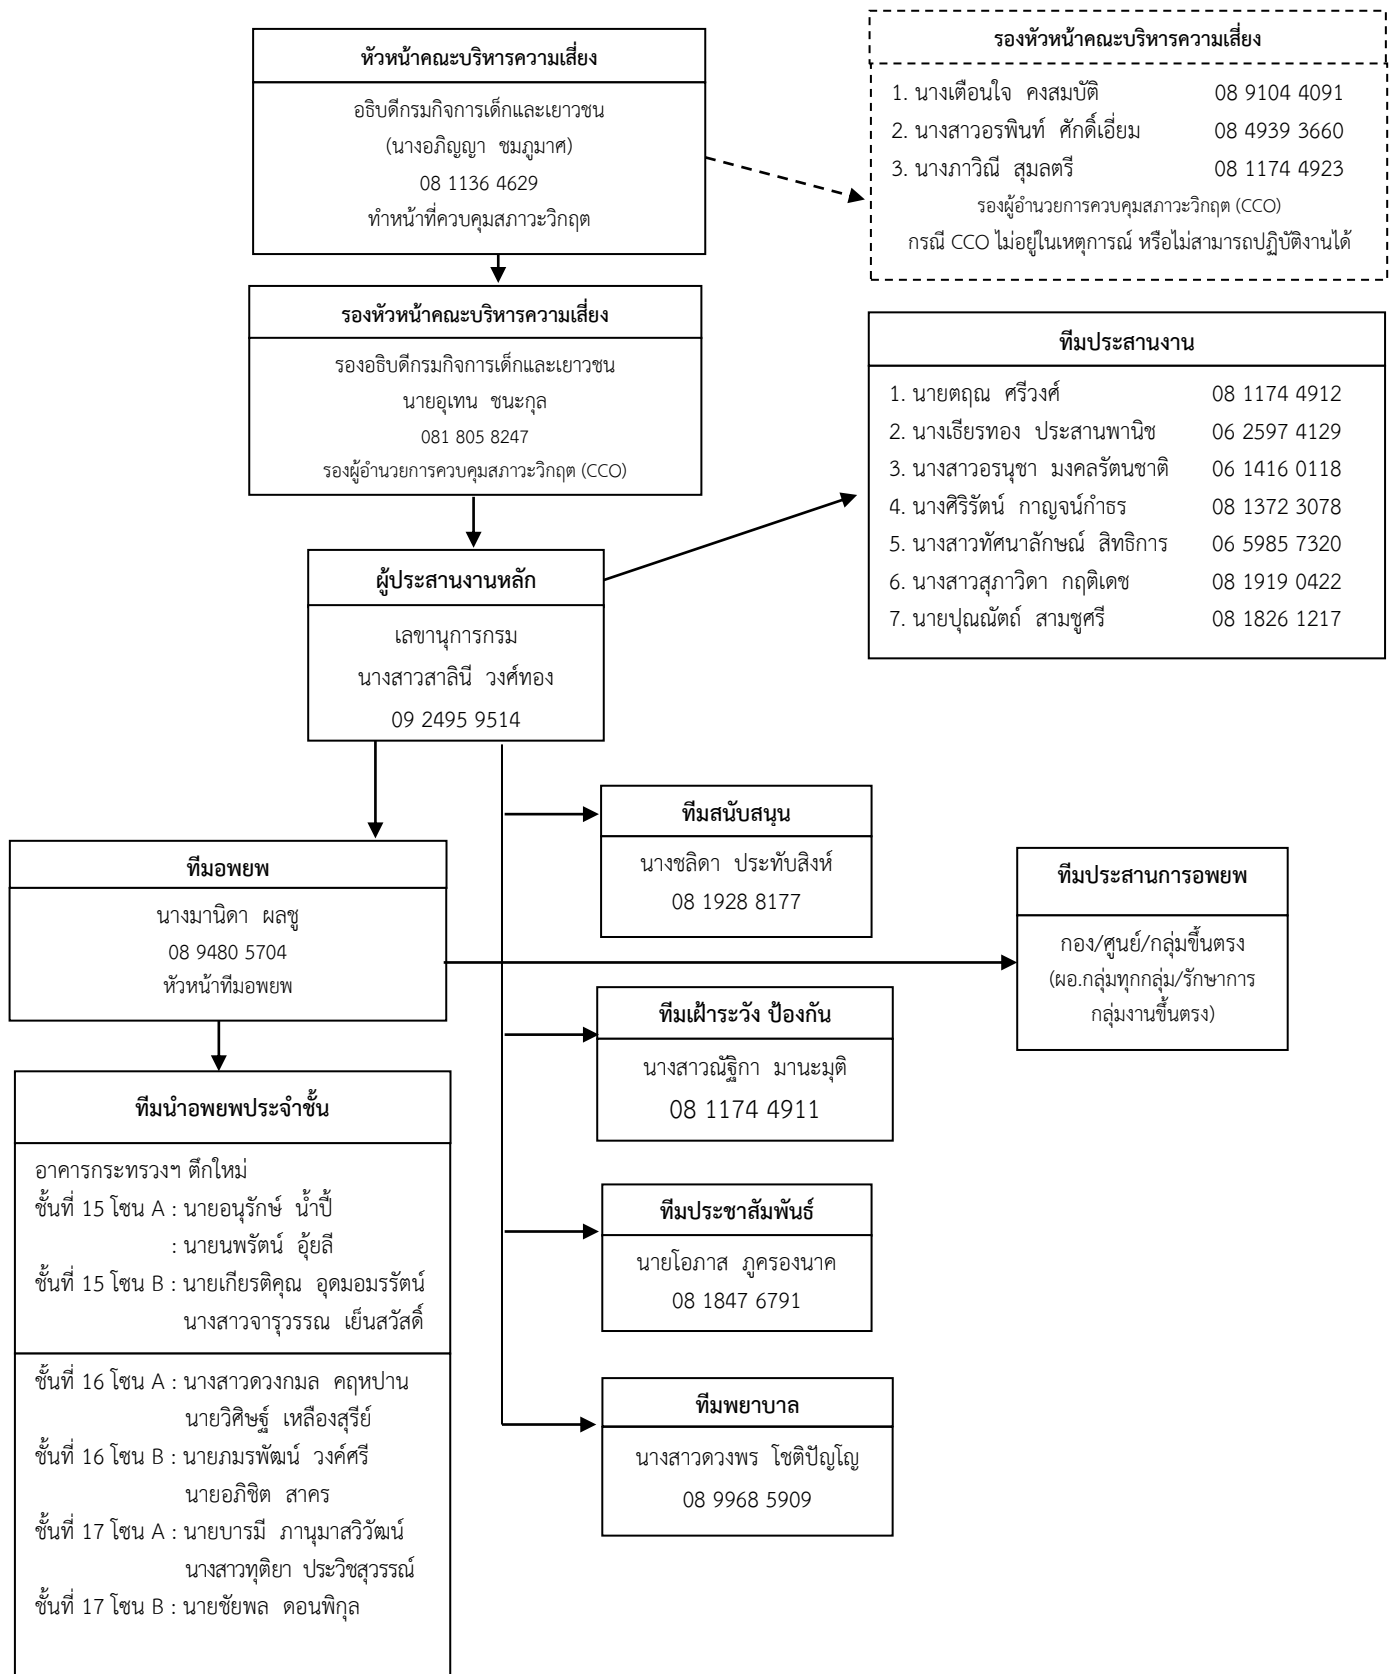 หัวหน้าคณะบริหารความเสี่ยง
อธิบดีกรมกิจการเด็กและเยาวชน
(นางอภิญญา ชมภูมาศ)
08 1136 4629
ทำหน้าที่ควบคุมสภาวะวิกฤต
รองหัวหน้าคณะบริหารความเสี่ยง
1. นางเตือนใจ คงสมบัติ 08 9104 4091
2. นางสาวอรพินท์ ศักดิ์เอี่ยม 08 4939 3660
3. นางภาวิณี สุมลตรี 08 1174 4923
รองผู้อำนวยการควบคุมสภาวะวิกฤต (CCO)
กรณี CCO ไม่อยู่ในเหตุการณ์ หรือไม่สามารถปฏิบัติงานได้
รองหัวหน้าคณะบริหารความเสี่ยง
รองอธิบดีกรมกิจการเด็กและเยาวชน
นายอุเทน ชนะกุล
081 805 8247
รองผู้อำนวยการควบคุมสภาวะวิกฤต (CCO)
ทีมประสานงาน
1. นายตฤณ ศรีวงศ์ 08 1174 4912
2. นางเธียรทอง ประสานพานิช 06 2597 4129
3. นางสาวอรนุชา มงคลรัตนชาติ 06 1416 0118
4. นางศิริรัตน์ กาญจน์กำธร 08 1372 3078
5. นางสาวทัศนาลักษณ์ สิทธิการ 06 5985 7320
6. นางสาวสุภาวิดา กฤติเดช 08 1919 0422
7. นายปุณณัตถ์ สามชูศรี 08 1826 1217
ผู้ประสานงานหลัก
เลขานุการกรม
นางสาวสาลินี วงศ์ทอง
09 2495 9514
ทีมสนับสนุน
นางชลิดา ประทับสิงห์
08 1928 8177
ทีมอพยพ
นางมานิดา ผลชู
08 9480 5704
หัวหน้าทีมอพยพ
ทีมประสานการอพยพ
กอง/ศูนย์/กลุ่มขึ้นตรง
(ผอ.กลุ่มทุกกลุ่ม/รักษาการ
กลุ่มงานขึ้นตรง)
ทีมเฝ้าระวัง ป้องกัน
นางสาวณัฐิกา มานะมุติ
08 1174 4911
ทีมนำอพยพประจำชั้น
อาคารกระทรวงฯ ตึกใหม่
ชั้นที่ 15 โซน A : นายอนุรักษ์ น้ำปี้
: นายนพรัตน์ อุ้ยลี
ชั้นที่ 15 โซน B : นายเกียรติคุณ อุดมอมรรัตน์
นางสาวจารุวรรณ เย็นสวัสดิ์
ชั้นที่ 16 โซน A : นางสาวดวงกมล คฤหปาน
นายวิศิษฐ์ เหลืองสุรีย์
ชั้นที่ 16 โซน B : นายภมรพัฒน์ วงค์ศรี
นายอภิชิต สาคร
ชั้นที่ 17 โซน A : นายบารมี ภานุมาสวิวัฒน์
นางสาวทุติยา ประวิชสุวรรณ์
ชั้นที่ 17 โซน B : นายชัยพล ดอนพิกุล
ทีมประชาสัมพันธ์
นายโอภาส ภูครองนาค
08 1847 6791
ทีมพยาบาล
นางสาวดวงพร โชติปัญโญ
08 9968 5909